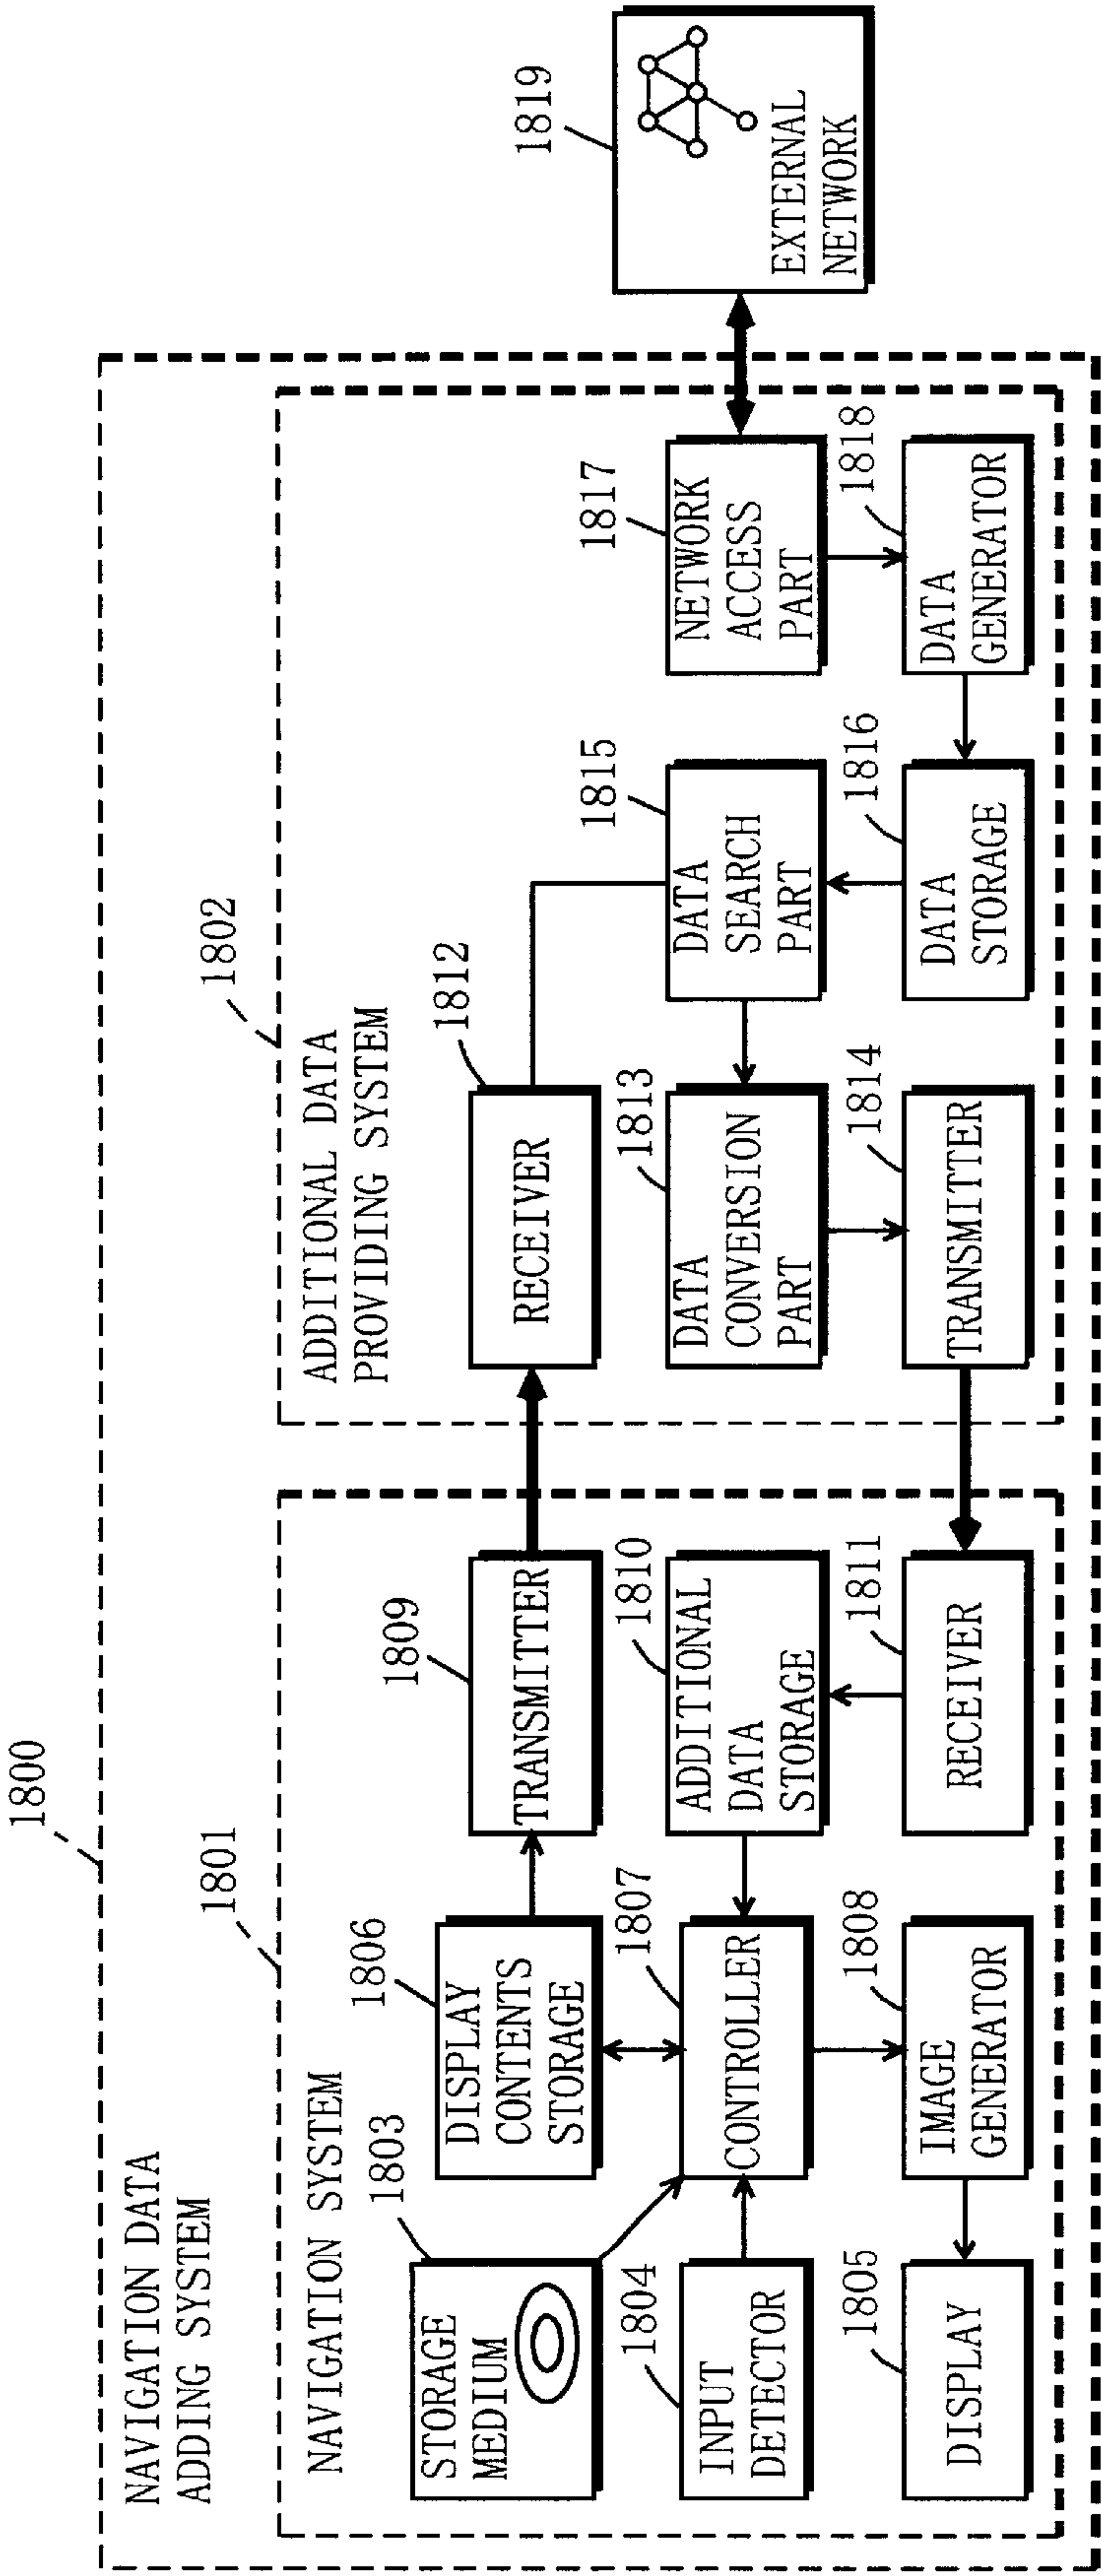 1800
NAVIGATION DATA
ADDING SYSTEM
1801
NAVIGATION SYSTEM
1803
STORAGE
MEDIUM
1806
DISPLAY
CONTENTS
STORAGE
1809
TRANSMITTER
1804
INPUT
DETECTOR
1807
CONTROLLER
1810
ADDITIONAL
DATA
STORAGE
1805
DISPLAY
1808
IMAGE
GENERATOR
1811
RECEIVER
1802
ADDITIONAL DATA
PROVIDING SYSTEM
1812
RECEIVER
1813
DATA
CONVERSION
PART
1815
DATA
SEARCH
PART
1817
NETWORK
ACCESS
PART
1814
TRANSMITTER
1816
DATA
STORAGE
1818
DATA
GENERATOR
1819
EXTERNAL
NETWORK